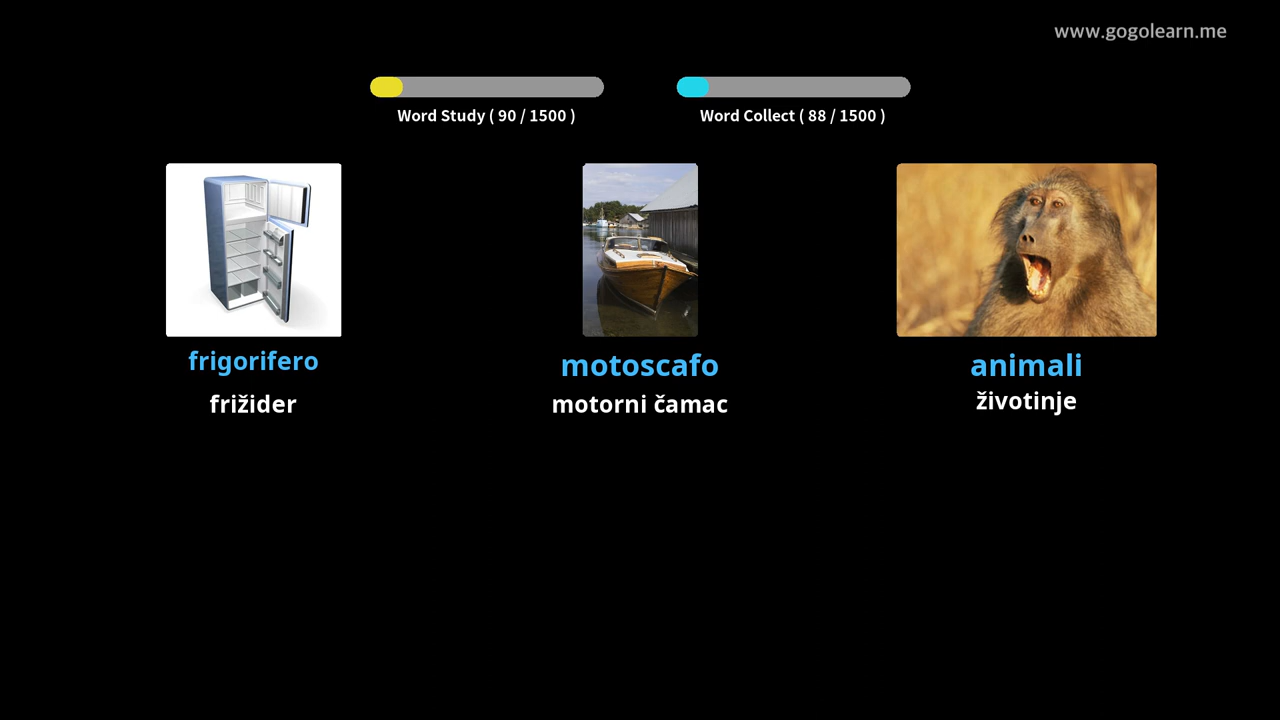 www.gogolearn.me
Word Study ( 90 / 1500 )
Word Collect ( 88 / 1500 )
frigorifero
frižider
motoscafo
motorni čamac
animali
životinje